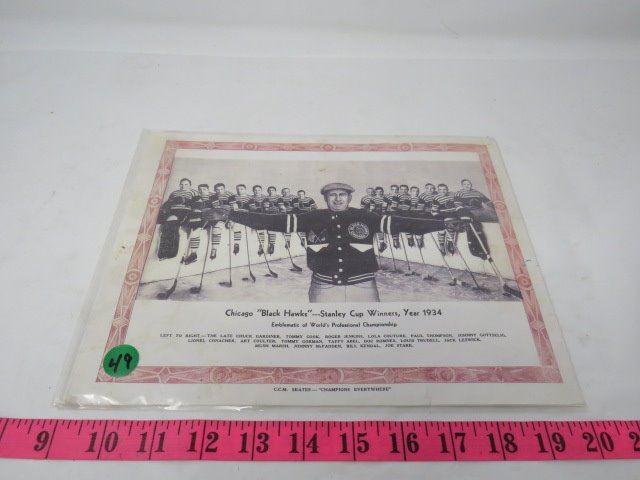 Chicago "Black Hawks"—Stanley Cup Winners, Year 1934
Emblematic of World's Professional Championship
LEFT TO RIGHT—THE LATE CHUCK GARDINER, TOMMY COOK, ROGER JENKINS, LOLA COUTURE, PAUL THOMPSON, JOHNNY GOTTSELIG,
LIONEL CONACHER, ART COULTER, TOMMY GORMAN, TAFFY ABEL, DOC ROMNES, LOUIS TRUDELL, JACK LESWICK,
MUSH MARSH, JOHNNY McFADDEN, BILL KENDAL, JOE STARK.
C.C.M. SKATES—"CHAMPIONS EVERYWHERE"
49
9 10 11 12 13 14 15 16 17 18 19 20 2